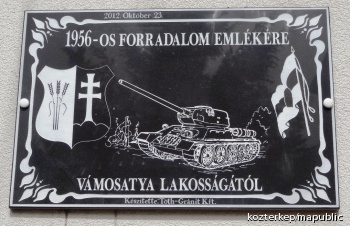 2012. Október 23.
1956-OS FORRADALOM EMLÉKÉRE
VÁMOSATYA LAKOSSÁGÁTÓL
Készítette Tóth-Gránit Kft.
kozterkep/mapublic